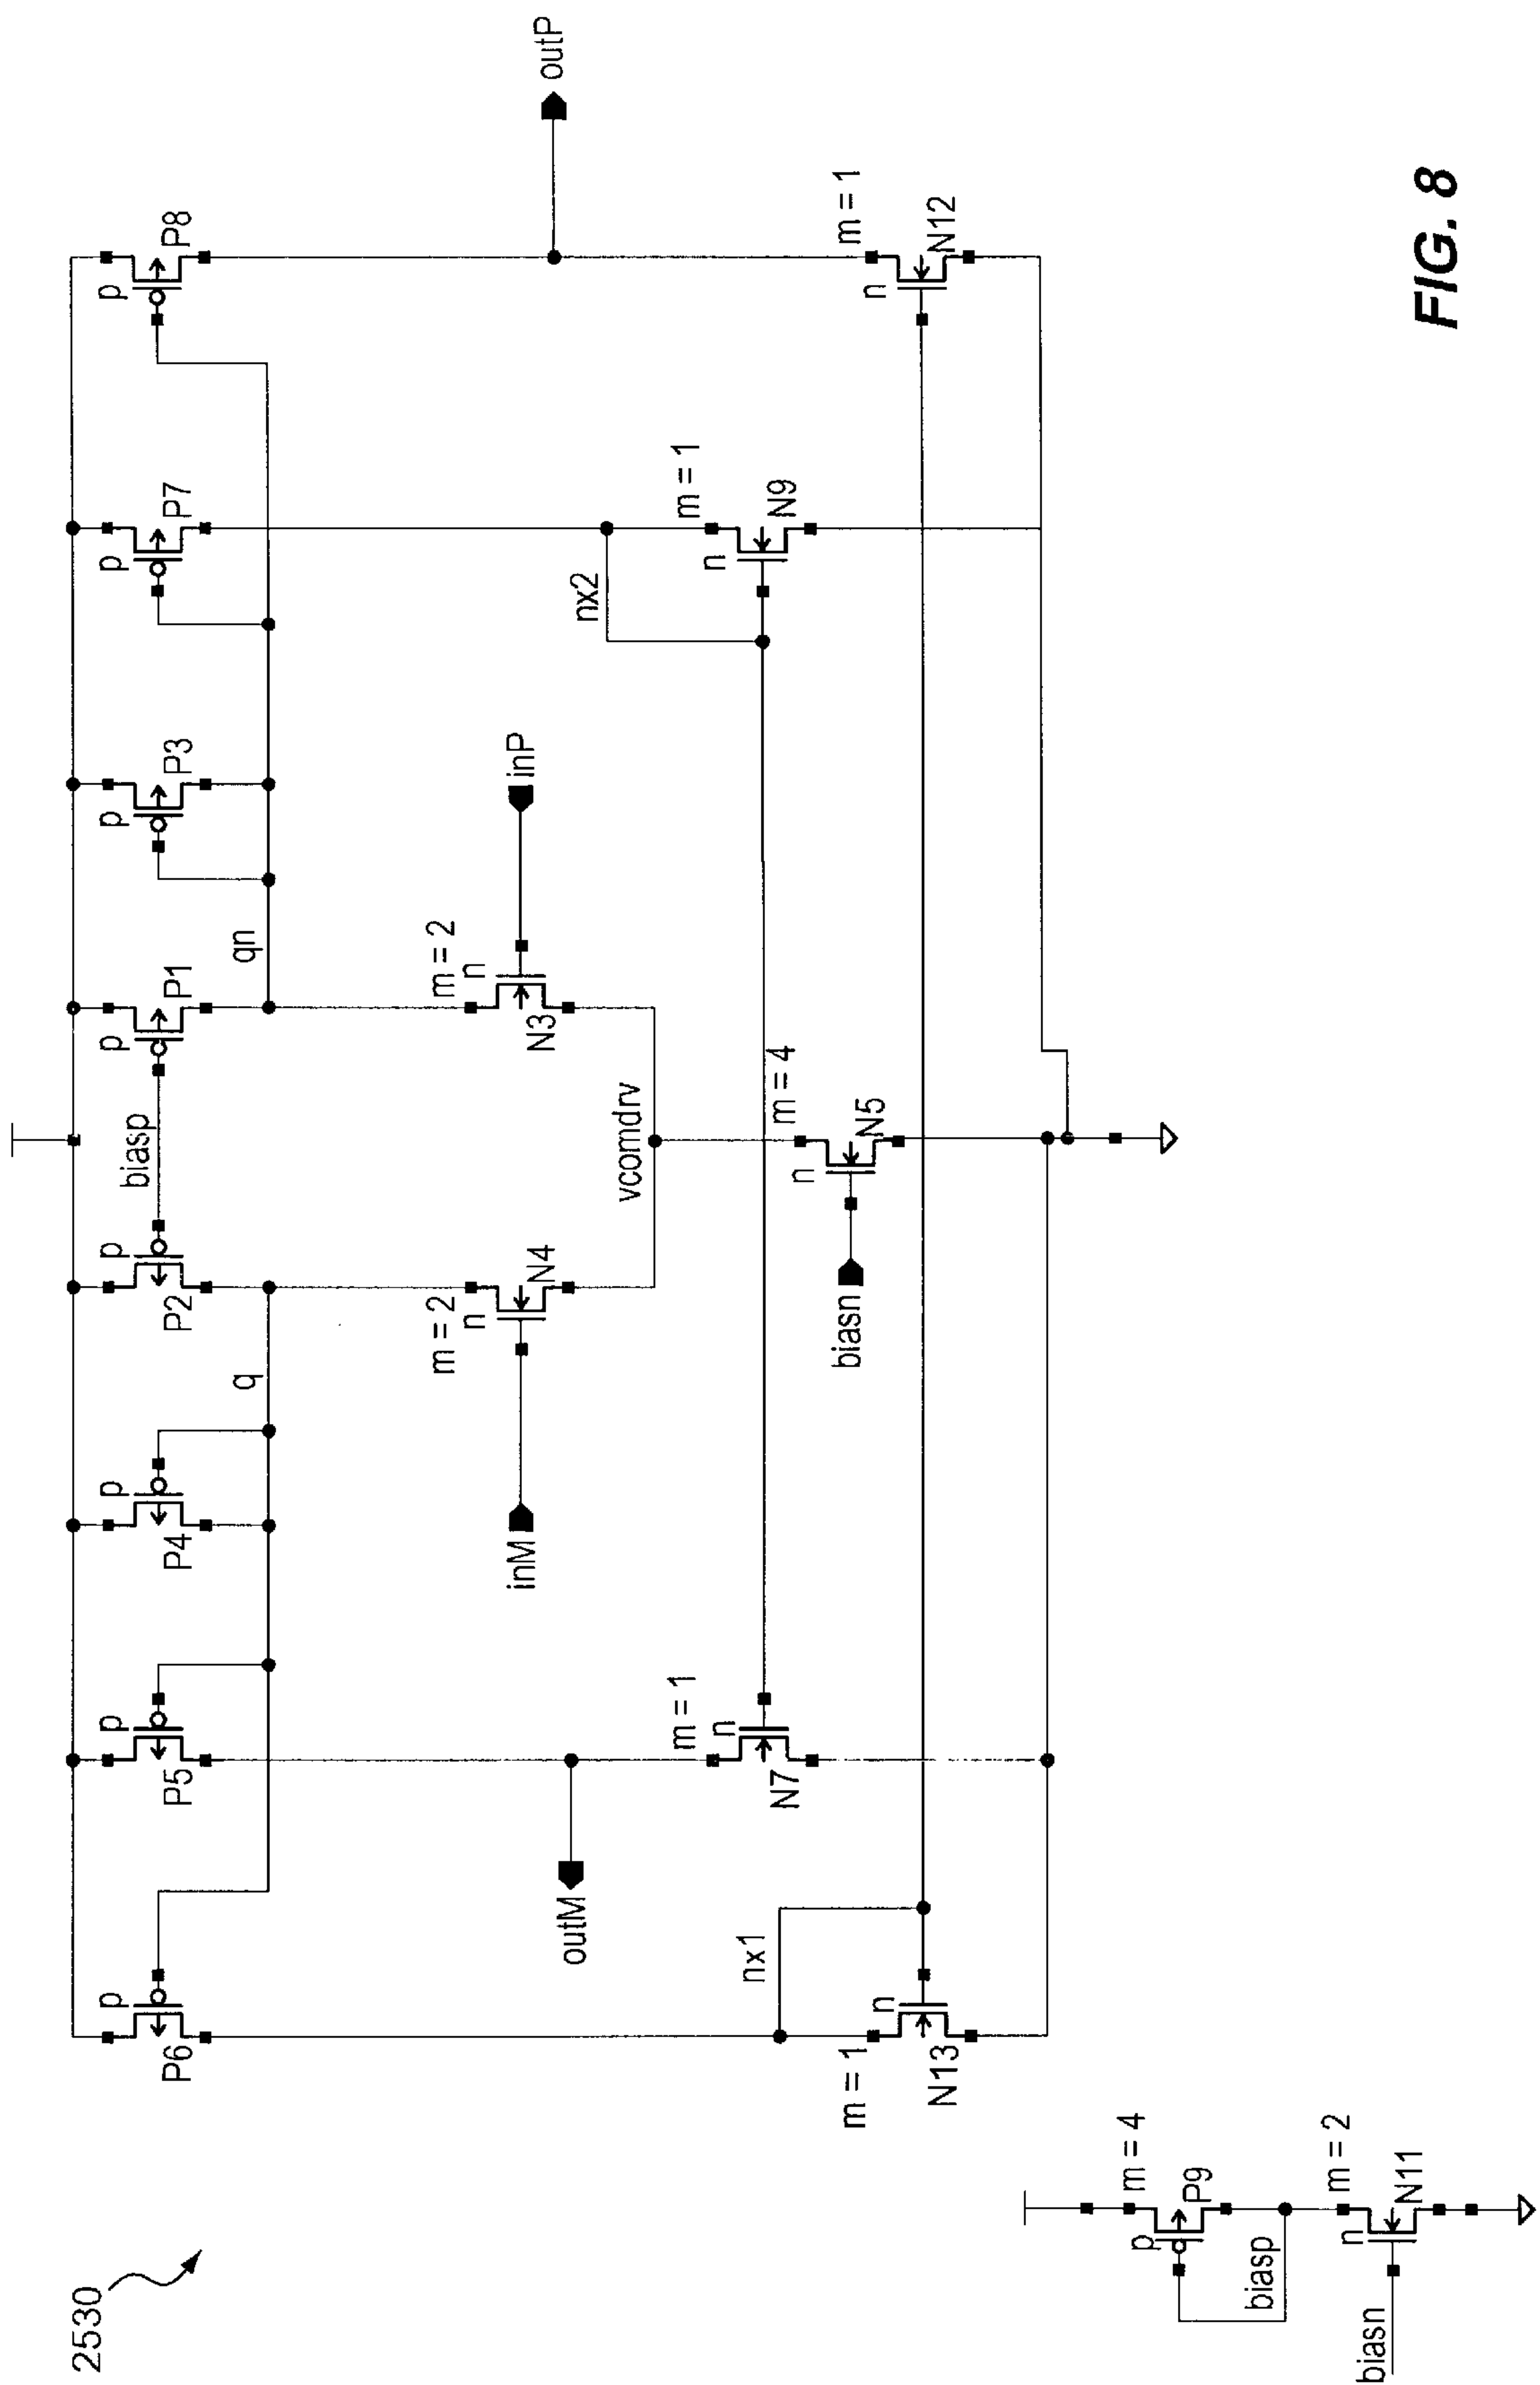 2530
p
P6
p
P5
p
P4
p
P2
biasp
p
P1
p
P3
p
P7
p
P8
q
qn
m = 2
n
N4
m = 2
n
N3
inM
inP
outM
outP
vcomdrv
nx2
m = 1
n
N7
m = 4
n
N5
biasn
m = 1
n
N9
nx1
m = 1
n
N13
m = 1
n
N12
m = 4
p
P9
biasp
m = 2
n
N11
biasn
FIG. 8